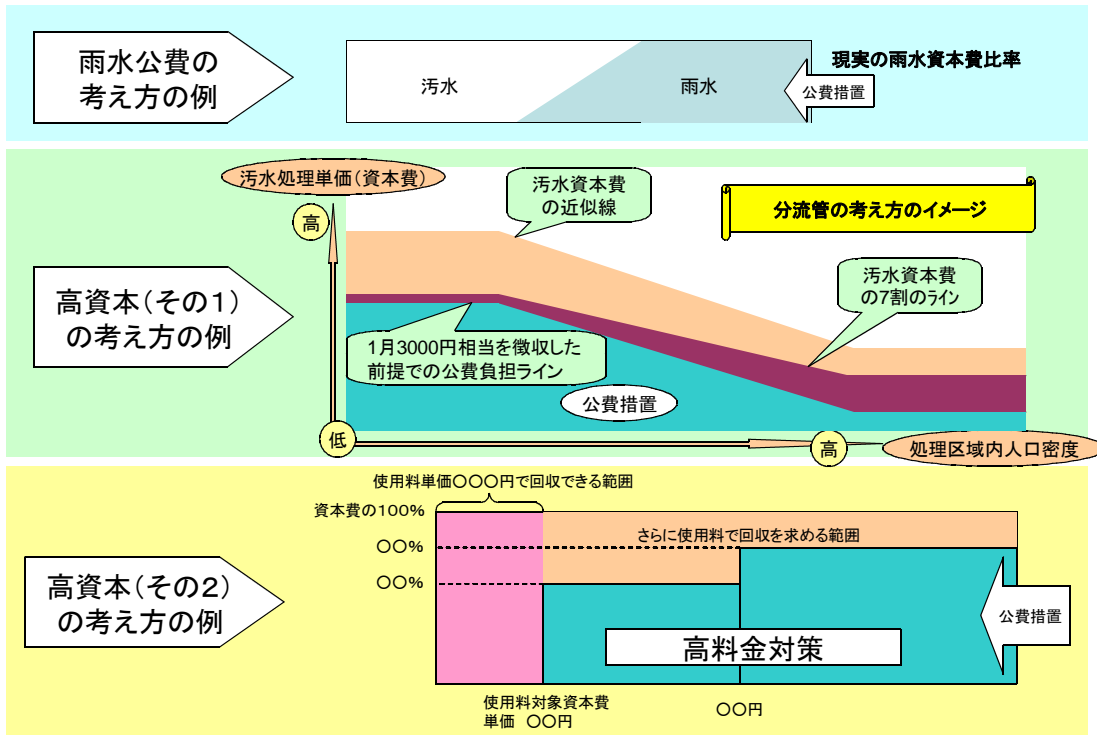 雨水公費の
考え方の例
汚水
雨水
現実の雨水資本費比率
公費措置
高資本(その1)
の考え方の例
汚水処理単価(資本費)
高
汚水資本費
の近似線
分流管の考え方のイメージ
汚水資本費
の7割のライン
1月3000円相当を徴収した
前提での公費負担ライン
公費措置
低
高
処理区域内人口密度
高資本(その2)
の考え方の例
使用料単価〇〇〇円で回収できる範囲
資本費の100%
〇〇%
〇〇%
さらに使用料で回収を求める範囲
高料金対策
公費措置
使用料対象資本費
単価 〇〇円
〇〇円